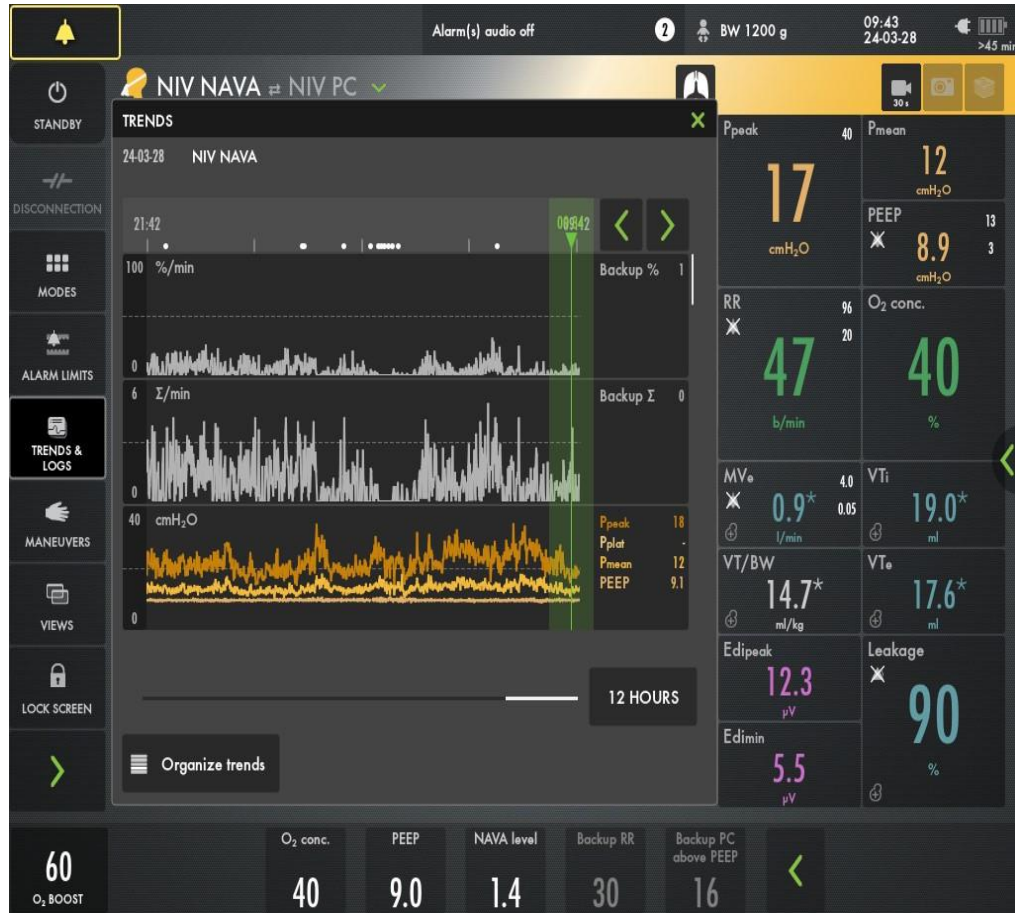 Alarm(s) audio off
2
BW 1200 g
09:43
24-03-28
>45 min
STANDBY
DISCONNECTION
MODES
ALARM LIMITS
TRENDS &
LOGS
MANEUVERS
VIEWS
LOCK SCREEN
NIV NAVA ⇄ NIV PC
30 s
TRENDS
24-03-28 NIV NAVA
21:42
100 %/min
0
Backup % 1
6 Σ/min
0
Backup Σ 0
40 cmH₂O
0
Ppeak 18
Pplat -
Pmean 12
PEEP 9.1
12 HOURS
Organize trends
Ppeak 40
17
cmH₂O
Pmean
12
cmH₂O
PEEP 13
8.9 3
cmH₂O
RR 96
20
47
b/min
O₂ conc.
40
%
MVe 4.0
0.9* 0.05
l/min
VTi
19.0*
ml
VT/BW
14.7*
ml/kg
VTe
17.6*
ml
Edipeak
12.3
µV
Leakage
90
%
Edimin
5.5
µV
60
O₂ BOOST
O₂ conc.
40
PEEP
9.0
NAVA level
1.4
Backup RR
30
Backup PC
above PEEP
16